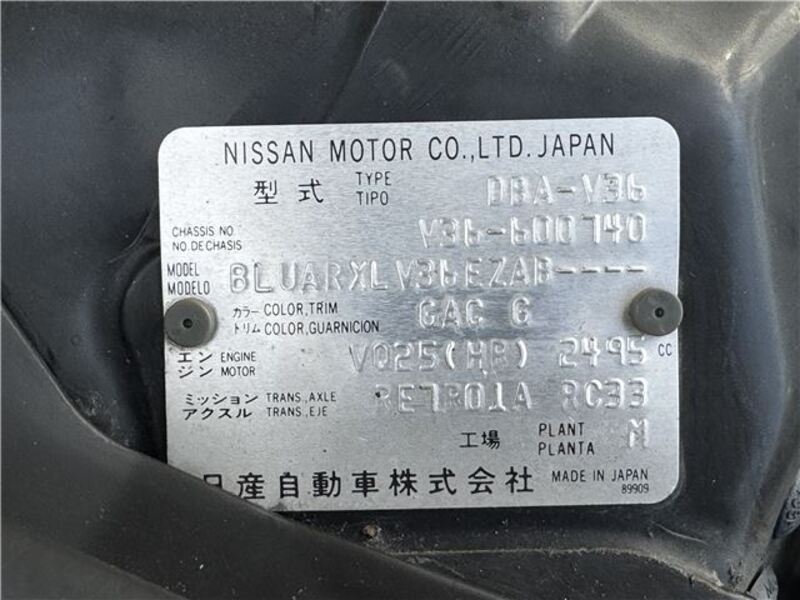 NISSAN MOTOR CO.,LTD. JAPAN
型式 TYPE TIPO DBA-V36
CHASSIS NO. NO. DE CHASIS V36-600740
MODEL MODELO BLUARXLV36EZAB----
カラー COLOR,TRIM トリム COLOR,GUARNICION GAC G
エンジン ENGINE MOTOR VQ25(HR) 2495 CC
ミッション TRANS.,AXLE アクスル TRANS.,EJE RE7R01A RC33
工場 PLANT PLANTA M
日産自動車株式会社 MADE IN JAPAN
89909